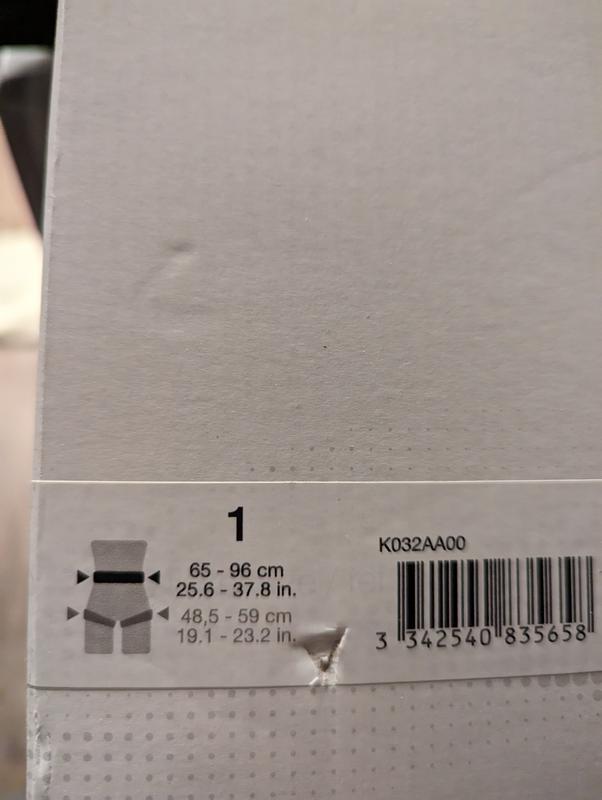 1
65 - 96 cm
25.6 - 37.8 in.
48,5 - 59 cm
19.1 - 23.2 in.
K032AA00
3 342540 835658